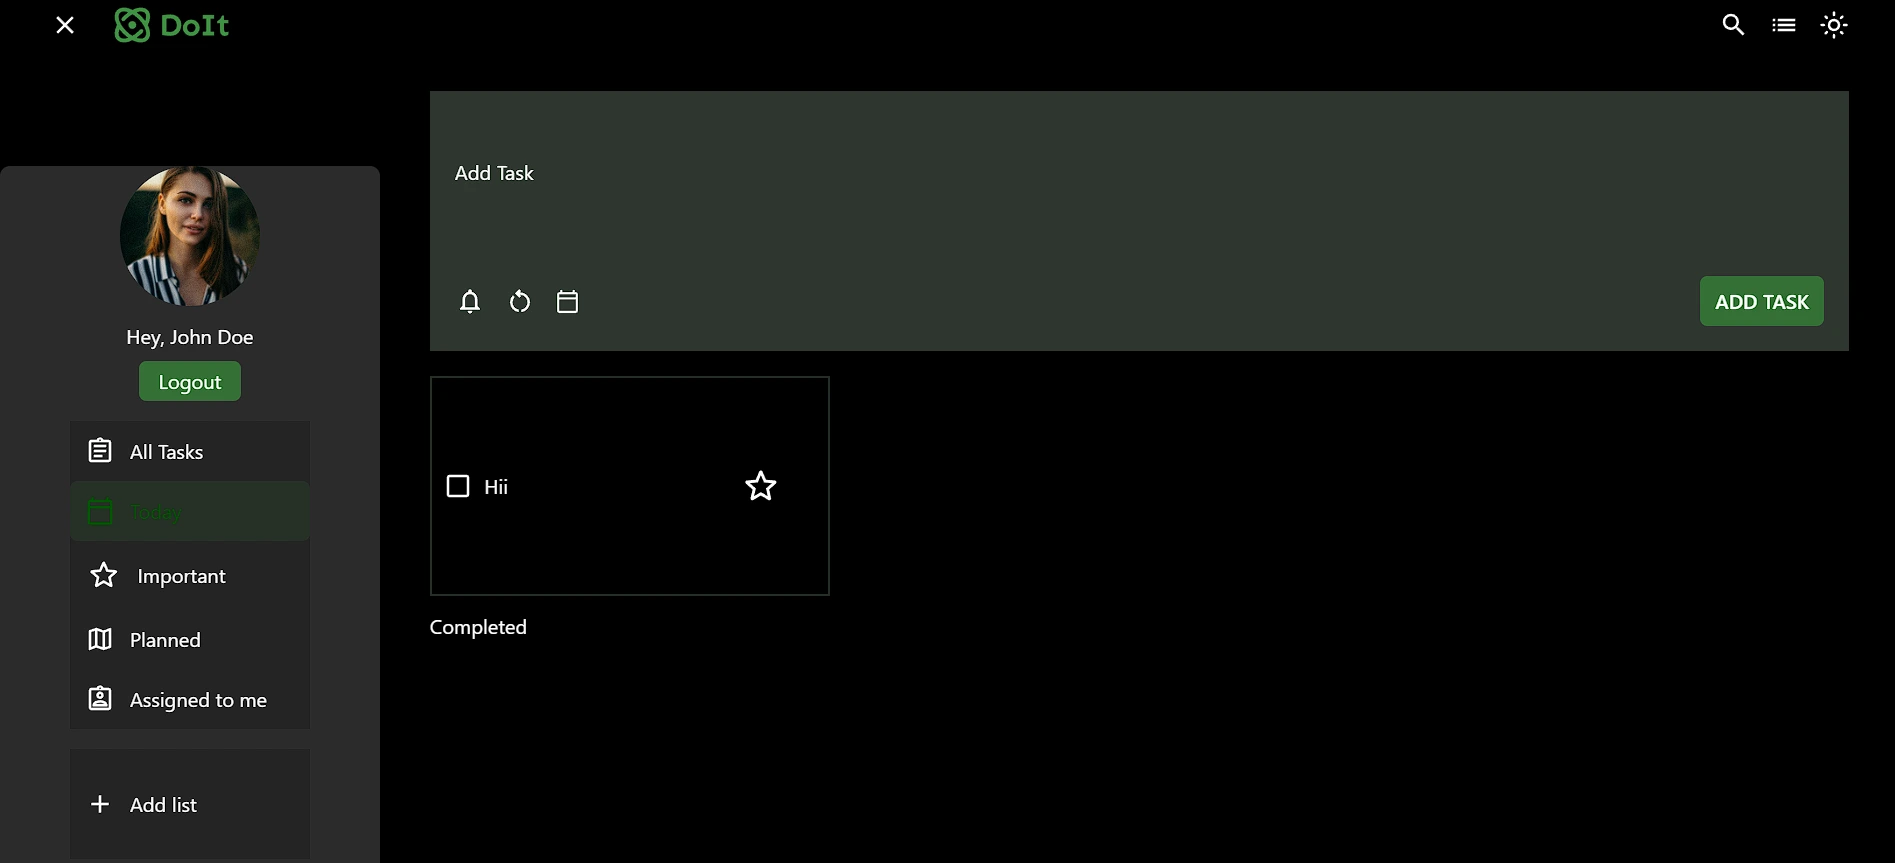 DoIt
Add Task
ADD TASK
Hey, John Doe
Logout
All Tasks
Today
Important
Planned
Assigned to me
Add list
Hii
Completed